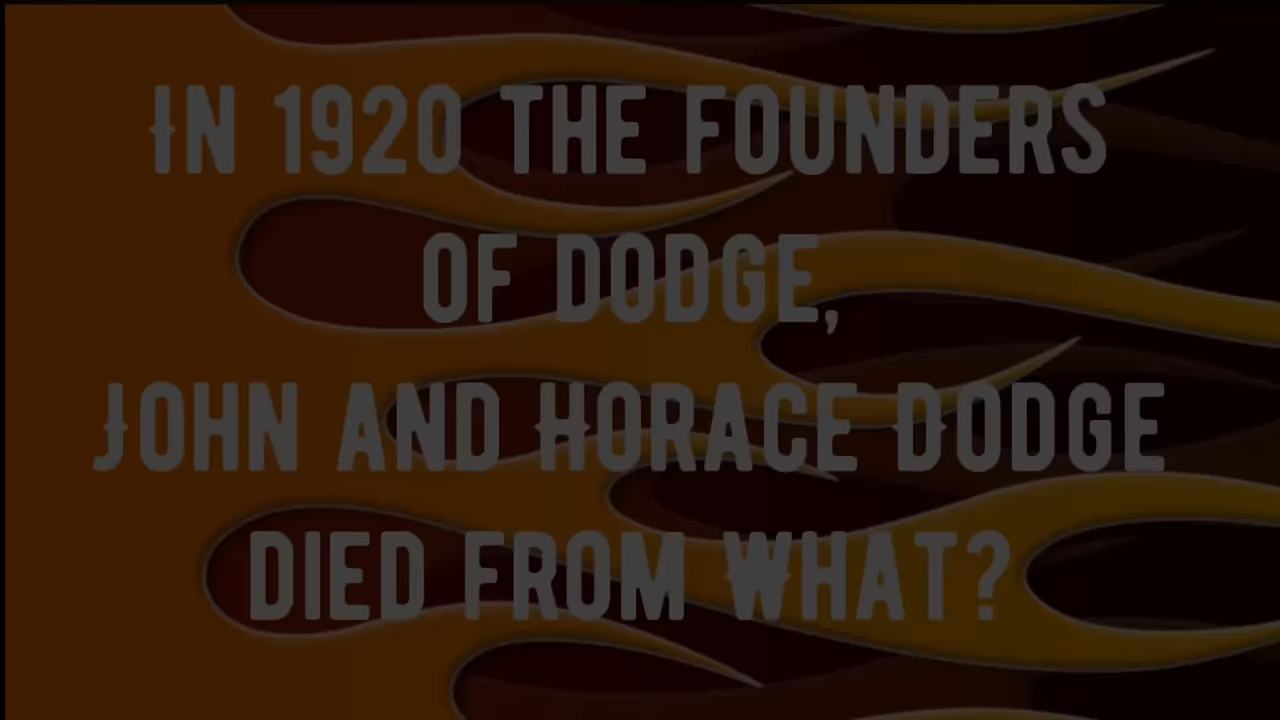 In 1920 the founders
of Dodge,
John and Horace Dodge
died from what?